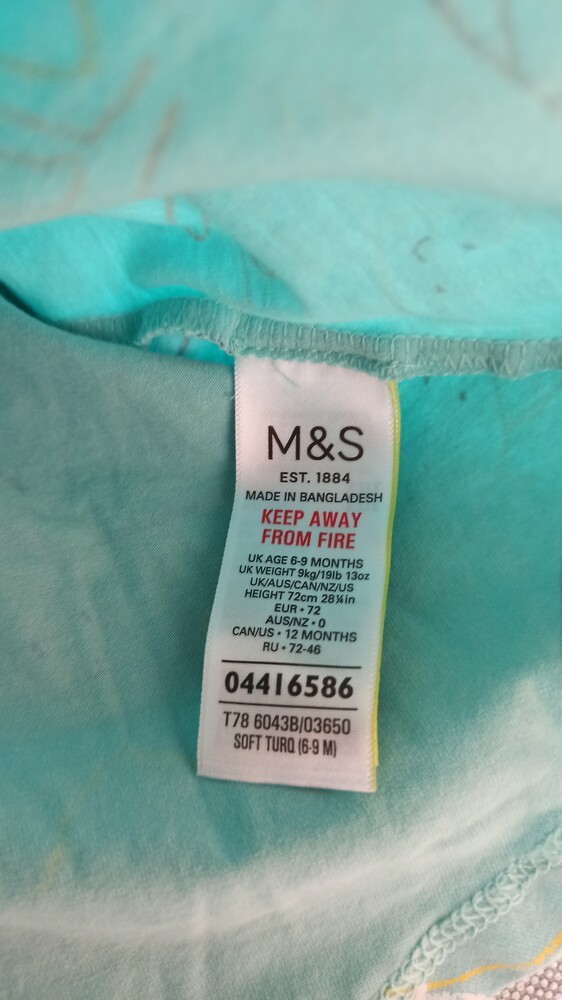 M&S
EST. 1884
MADE IN BANGLADESH
KEEP AWAY
FROM FIRE
UK AGE 6-9 MONTHS
UK WEIGHT 9kg/19lb 13oz
UK/AUS/CAN/NZ/US
HEIGHT 72cm 28¼in
EUR • 72
AUS/NZ • 0
CAN/US • 12 MONTHS
RU • 72-46
04416586
T78 6043B/03650
SOFT TURQ (6-9 M)